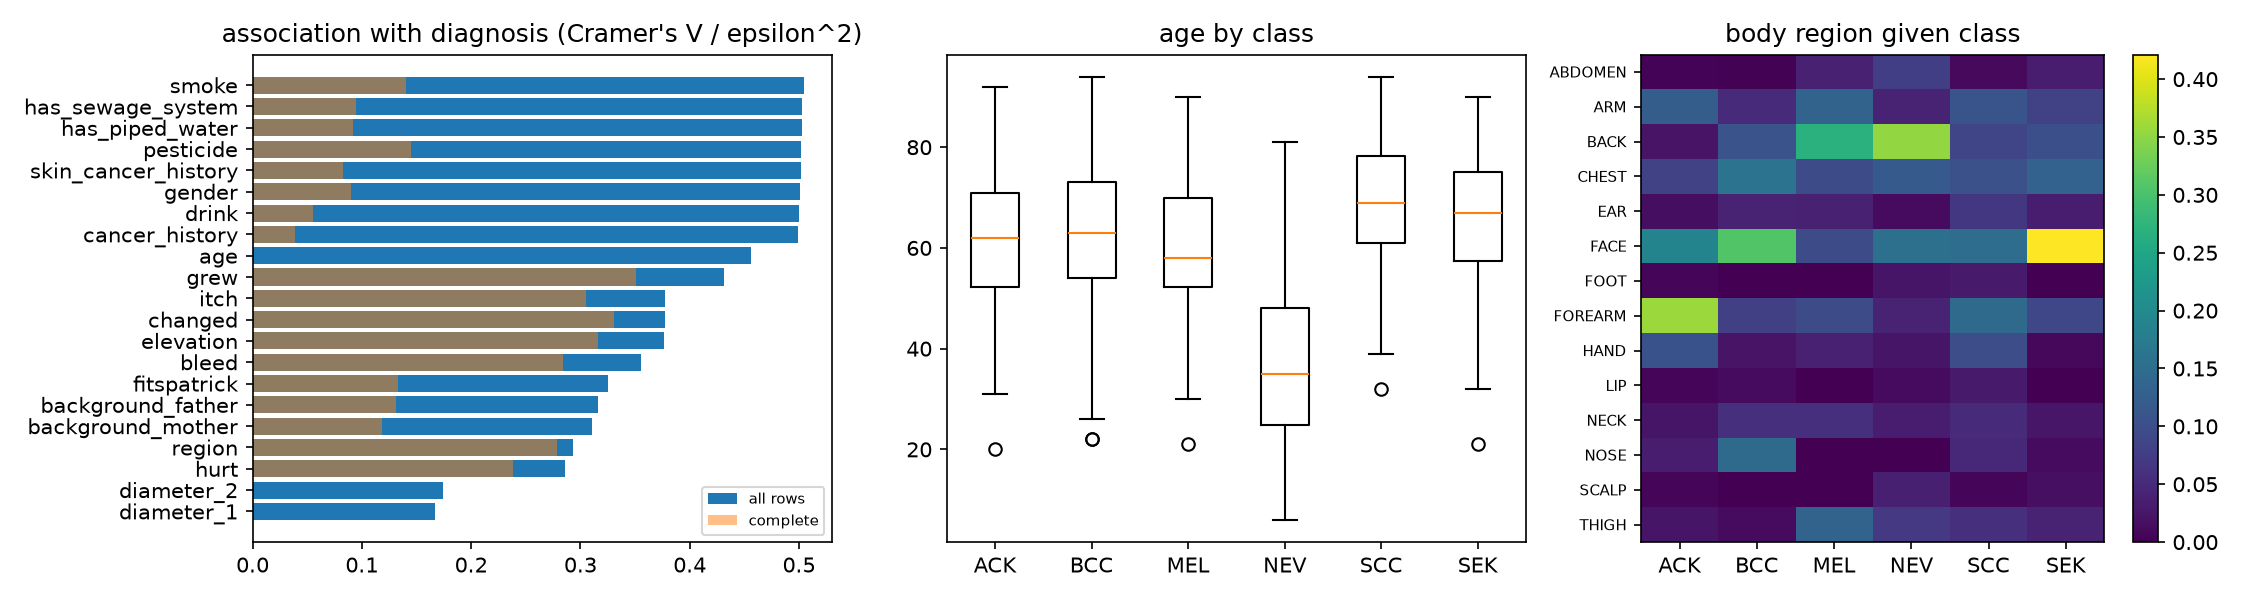 association with diagnosis (Cramer's V / epsilon^2)
smoke
has_sewage_system
has_piped_water
pesticide
skin_cancer_history
gender
drink
cancer_history
age
grew
itch
changed
elevation
bleed
fitspatrick
background_father
background_mother
region
hurt
diameter_2
diameter_1
all rows
complete
0.0 0.1 0.2 0.3 0.4 0.5
age by class
80
60
40
20
ACK BCC MEL NEV SCC SEK
body region given class
ABDOMEN
ARM
BACK
CHEST
EAR
FACE
FOOT
FOREARM
HAND
LIP
NECK
NOSE
SCALP
THIGH
ACK BCC MEL NEV SCC SEK
0.40
0.35
0.30
0.25
0.20
0.15
0.10
0.05
0.00